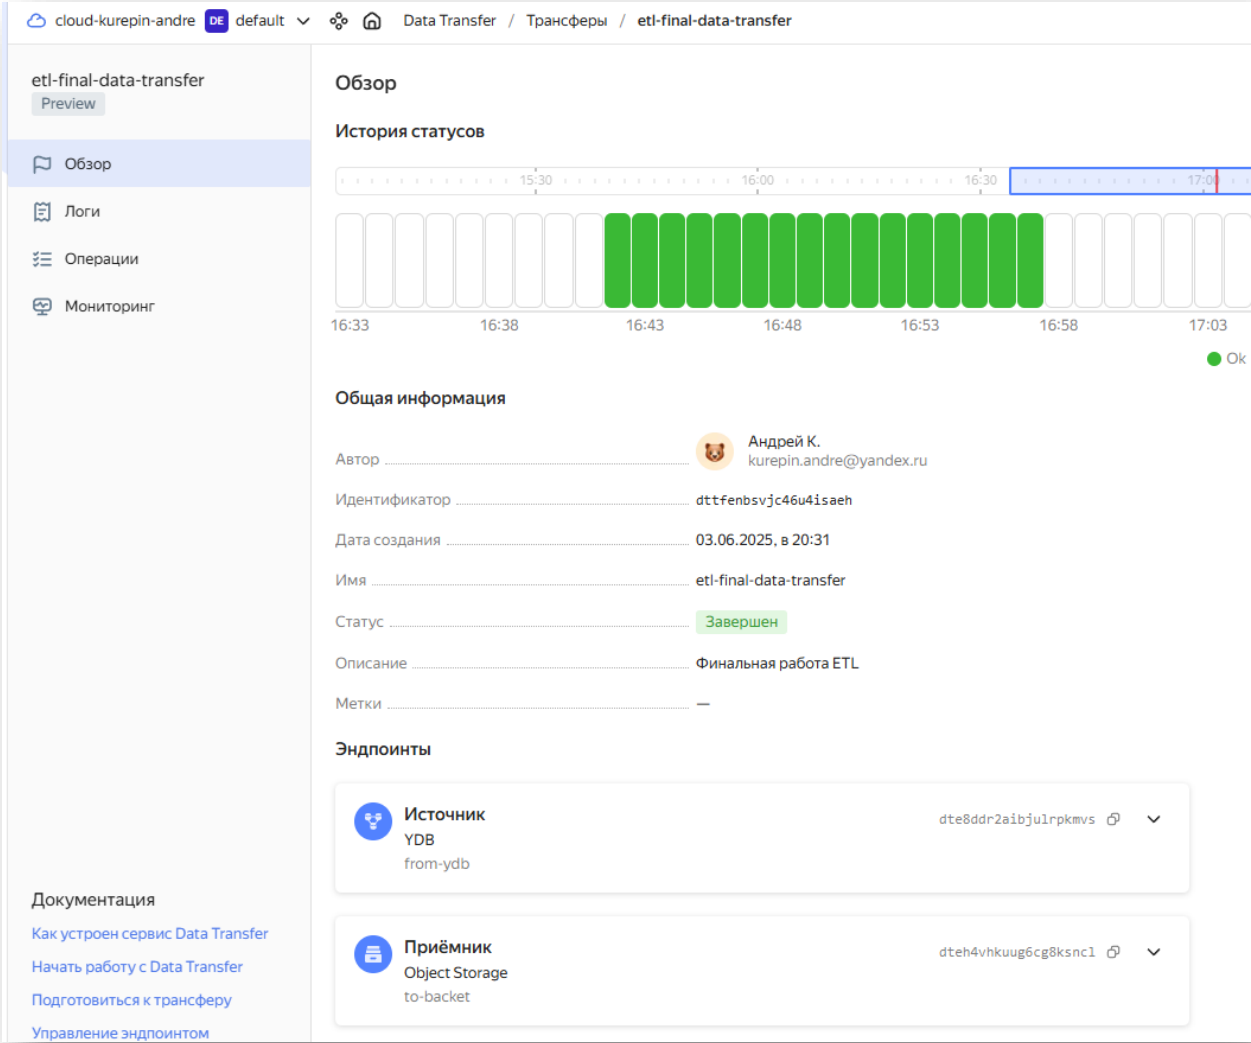 cloud-kurepin-andre DE default Data Transfer / Трансферы / etl-final-data-transfer
etl-final-data-transfer
Preview
Обзор
Логи
Операции
Мониторинг
Документация
Как устроен сервис Data Transfer
Начать работу с Data Transfer
Подготовиться к трансферу
Управление эндпоинтом
Обзор
История статусов
15:30 16:00 16:30 17:00
16:33 16:38 16:43 16:48 16:53 16:58 17:03
Ok
Общая информация
Автор Андрей К.
kurepin.andre@yandex.ru
Идентификатор dttfenbsvjc46u4isaeh
Дата создания 03.06.2025, в 20:31
Имя etl-final-data-transfer
Статус Завершен
Описание Финальная работа ETL
Метки —
Эндпоинты
Источник dte8ddr2aibjulrpkmvs
YDB
from-ydb
Приёмник dteh4vhkuug6cg8ksncl
Object Storage
to-backet